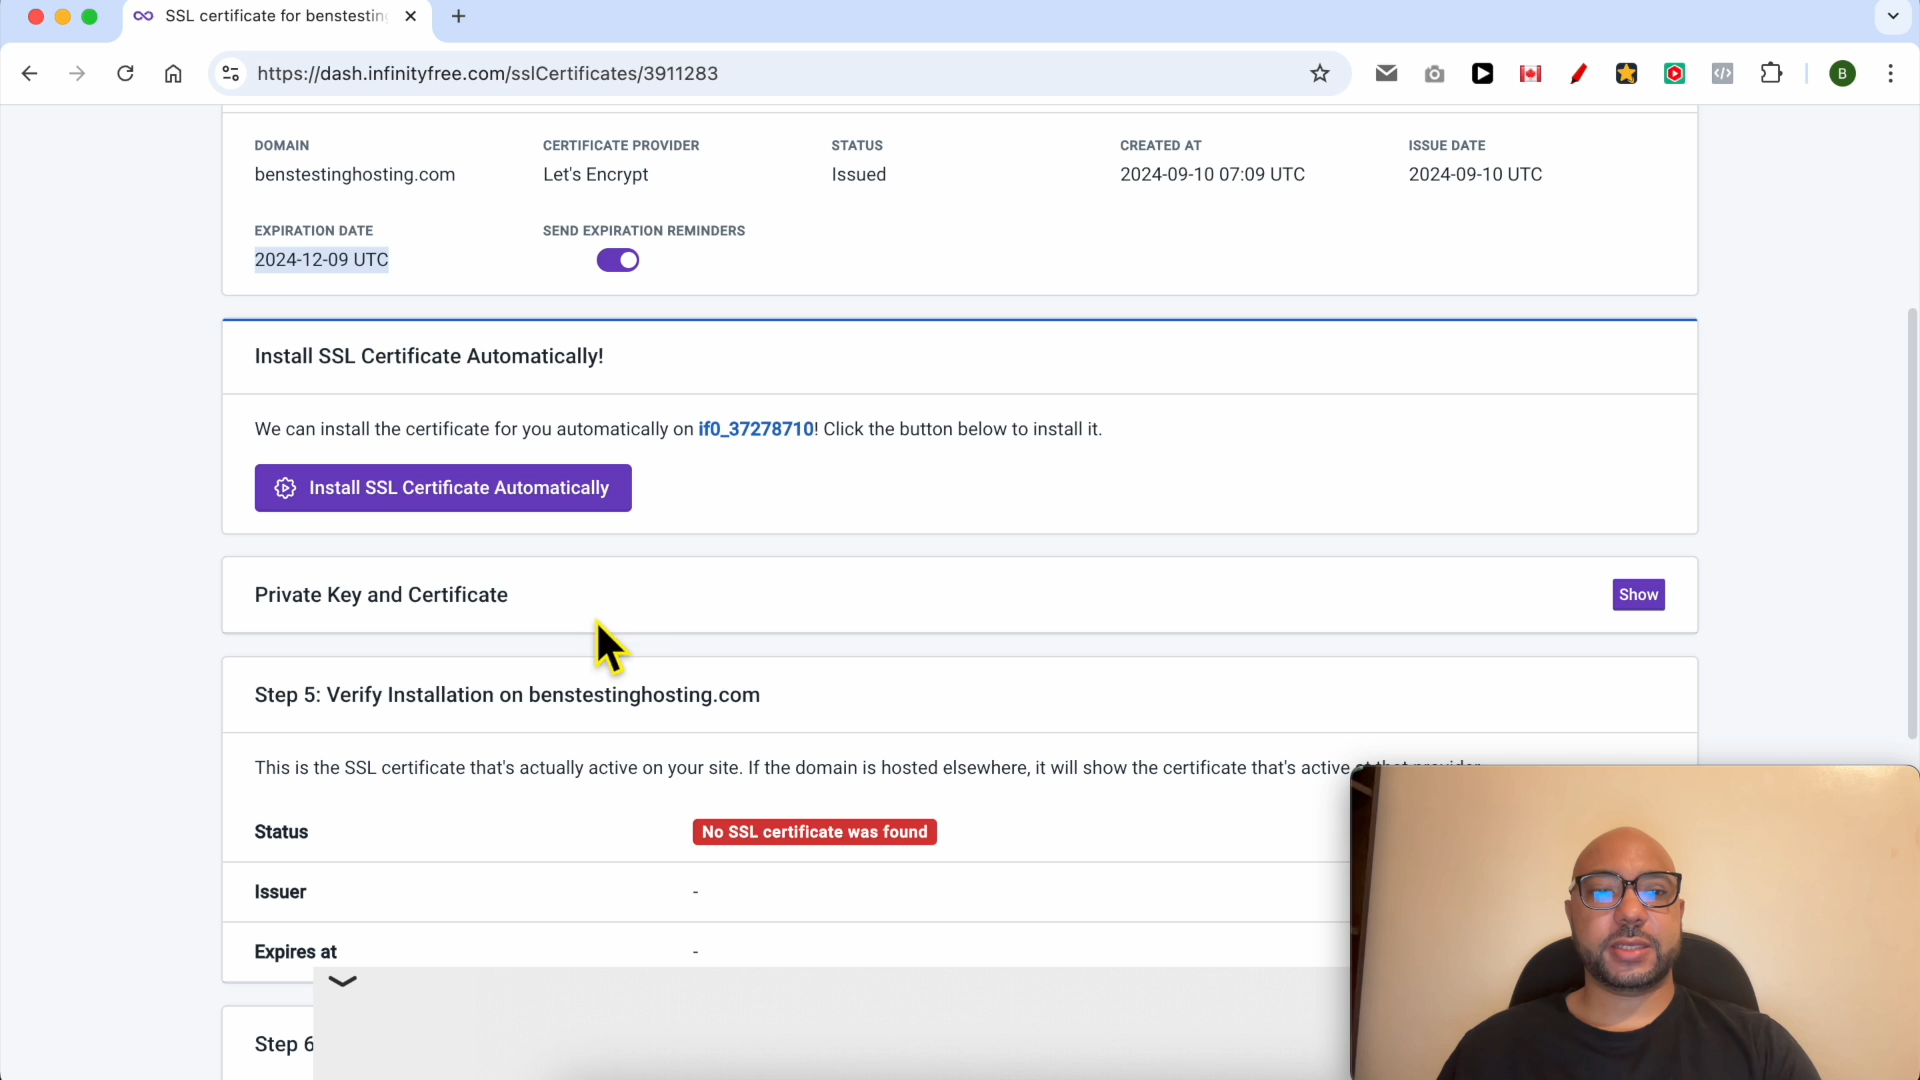 SSL certificate for benstestin
https://dash.infinityfree.com/sslCertificates/3911283
B
DOMAIN
CERTIFICATE PROVIDER
STATUS
CREATED AT
ISSUE DATE
benstestinghosting.com
Let's Encrypt
Issued
2024-09-10 07:09 UTC
2024-09-10 UTC
EXPIRATION DATE
SEND EXPIRATION REMINDERS
2024-12-09 UTC
Install SSL Certificate Automatically!
We can install the certificate for you automatically on if0_37278710! Click the button below to install it.
Install SSL Certificate Automatically
Private Key and Certificate
Show
Step 5: Verify Installation on benstestinghosting.com
This is the SSL certificate that's actually active on your site. If the domain is hosted elsewhere, it will show the certificate that's active at that provider.
Status
No SSL certificate was found
Issuer
-
Expires at
-
Step 6